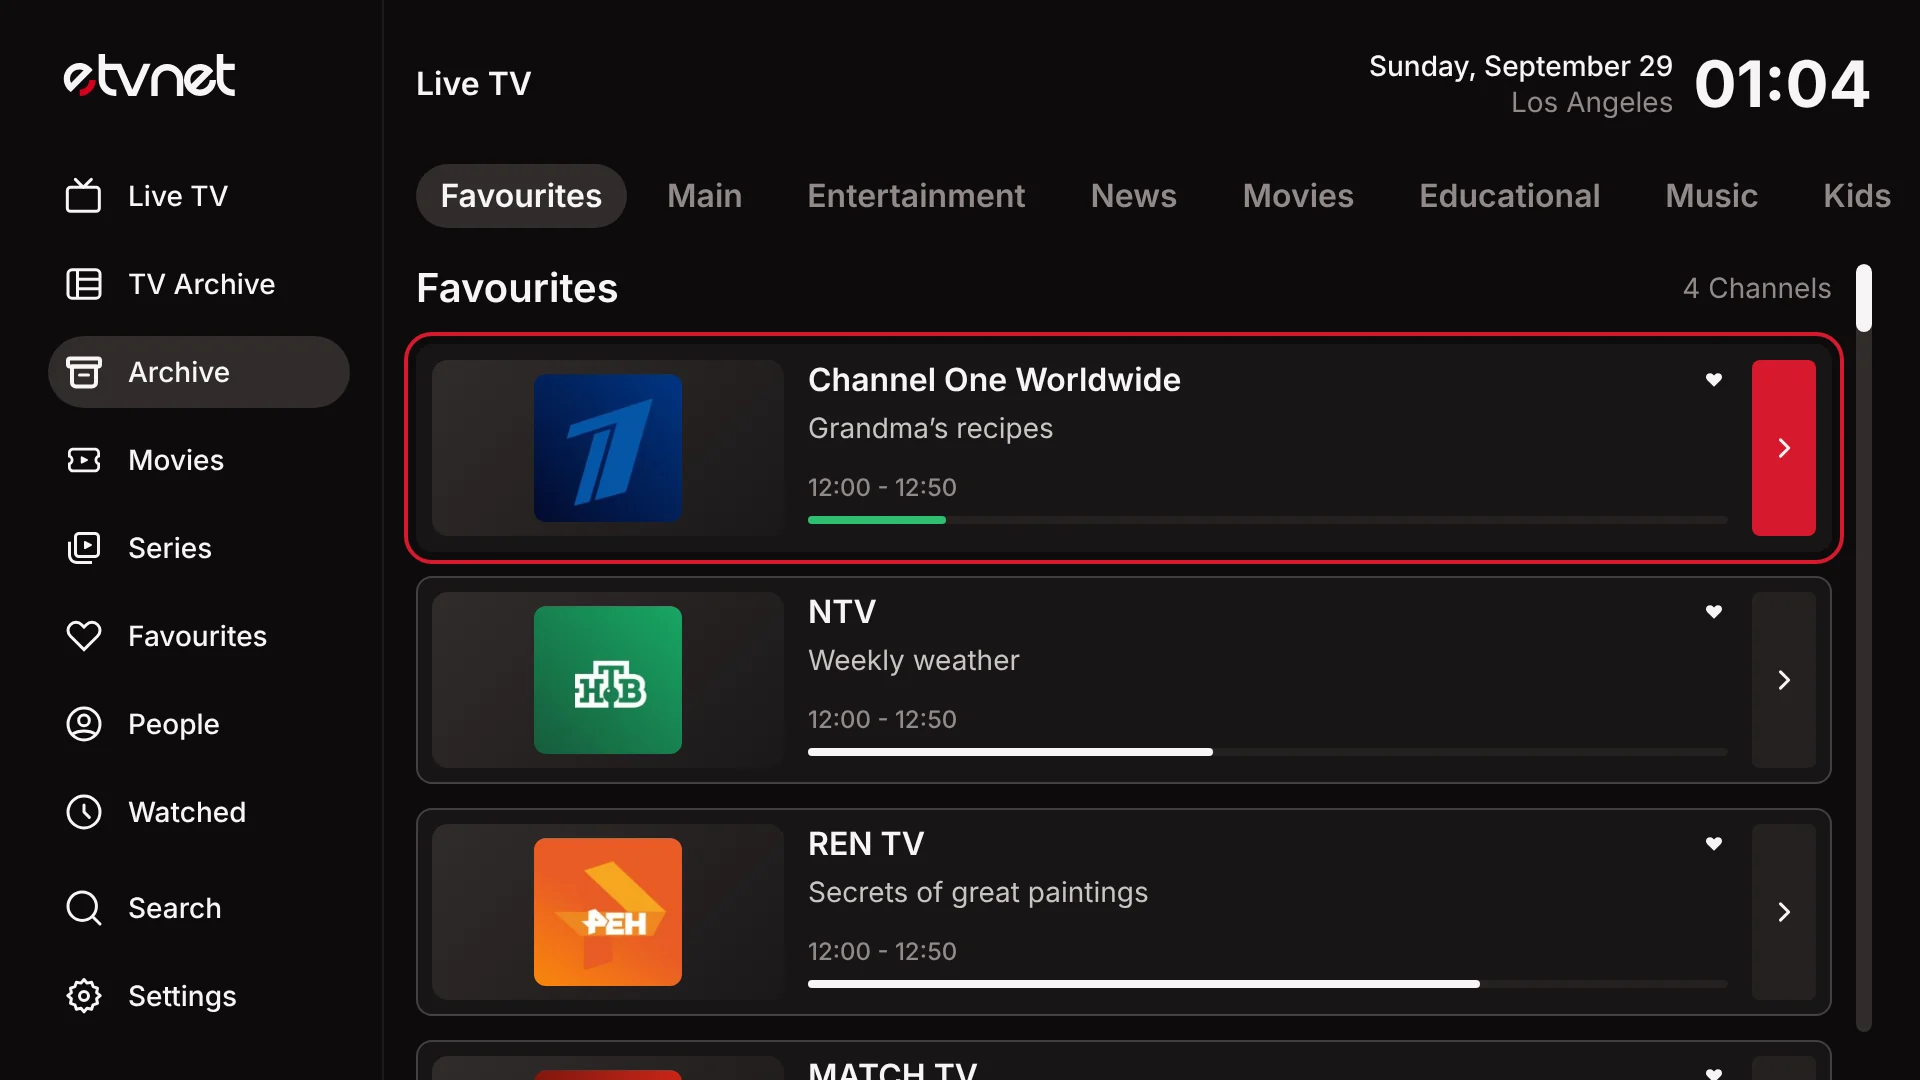 etvnet
Live TV
Sunday, September 29
Los Angeles
01:04
Live TV
TV Archive
Archive
Movies
Series
Favourites
People
Watched
Search
Settings
Favourites Main Entertainment News Movies Educational Music Kids
Favourites
4 Channels
Channel One Worldwide
Grandma’s recipes
12:00 - 12:50
НТВ
NTV
Weekly weather
12:00 - 12:50
РЕН
REN TV
Secrets of great paintings
12:00 - 12:50
MATCH TV